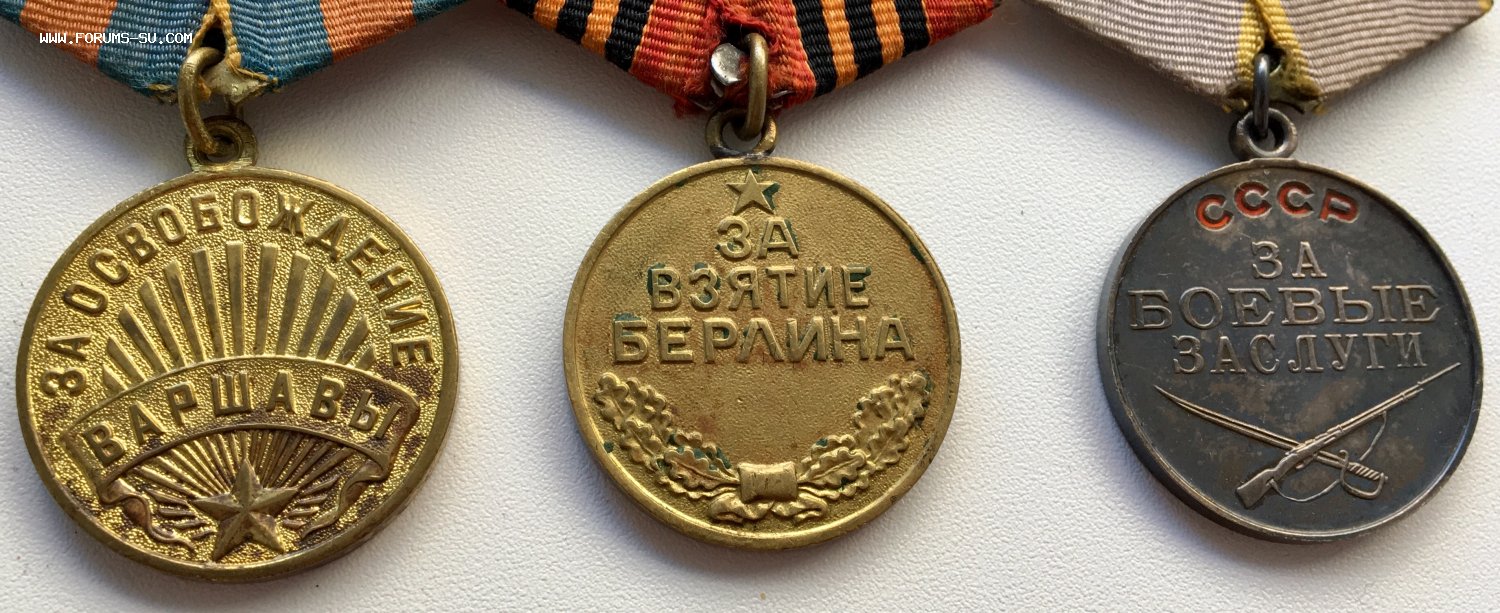 WWW.FORUMS-SU.COM
ЗА ОСВОБОЖДЕНИЕ
ВАРШАВЫ
ЗА
ВЗЯТИЕ
БЕРЛИНА
СССР
ЗА
БОЕВЫЕ
ЗАСЛУГИ